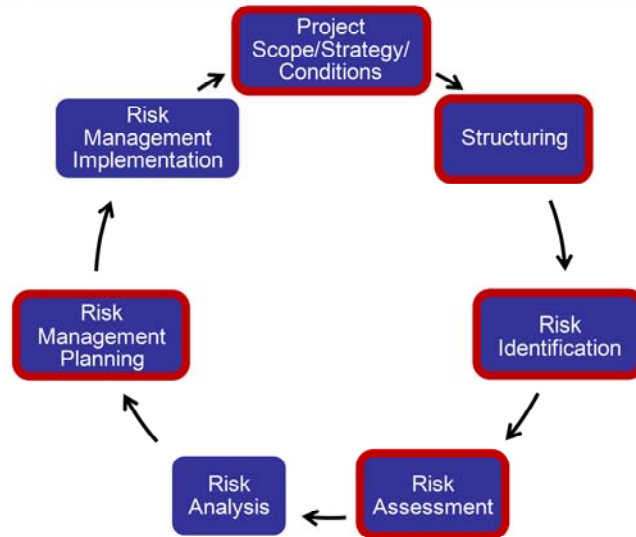 Project
Scope/Strategy/
Conditions
Structuring
Risk
Identification
Risk
Assessment
Risk
Analysis
Risk
Management
Planning
Risk
Management
Implementation